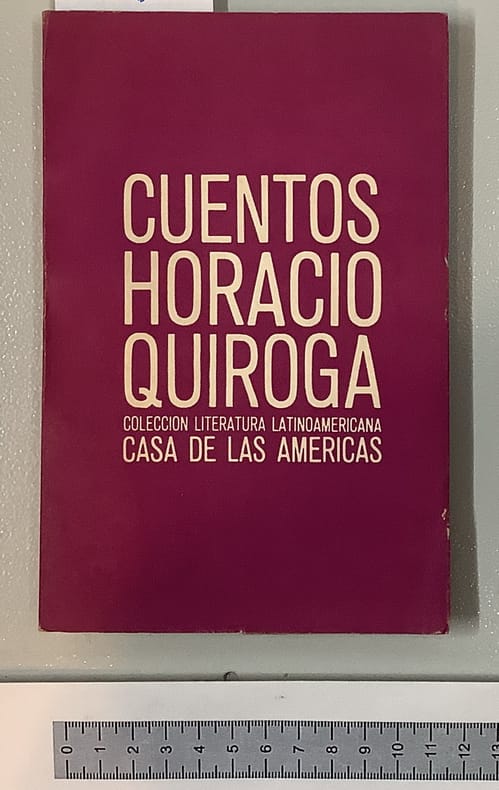 CUENTOS
HORACIO
QUIROGA
COLECCION LITERATURA LATINOAMERICANA
CASA DE LAS AMERICAS
0 1 2 3 4 5 6 7 8 9 10 11 12 13